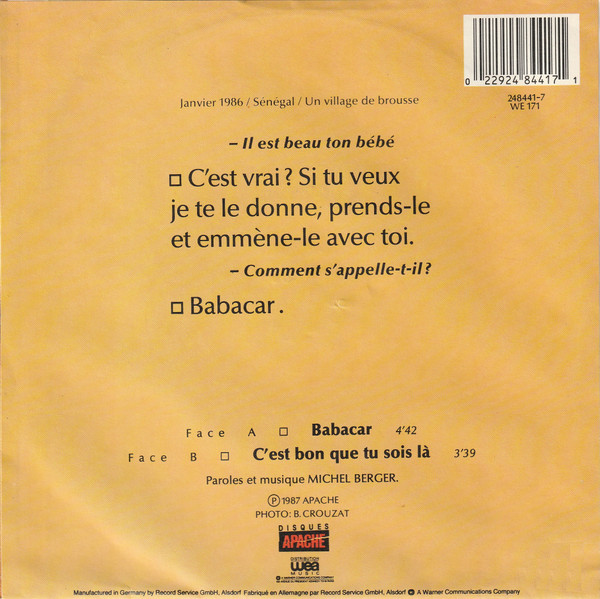 0 22924 84417 1
248441-7
WE 171
Janvier 1986 / Sénégal / Un village de brousse
– Il est beau ton bébé
□ C'est vrai? Si tu veux
je te le donne, prends-le
et emmène-le avec toi.
– Comment s'appelle-t-il?
□ Babacar.
Face A □ Babacar 4'42
Face B □ C'est bon que tu sois là 3'39
Paroles et musique MICHEL BERGER.
Ⓟ 1987 APACHE
PHOTO: B. CROUZAT
DISQUES
APACHE
DISTRIBUTION
wea
MUSIC
A WARNER COMMUNICATIONS COMPANY
Manufactured in Germany by Record Service GmbH, Alsdorf Fabriqué en Allemagne par Record Service GmbH, Alsdorf A Warner Communications Company